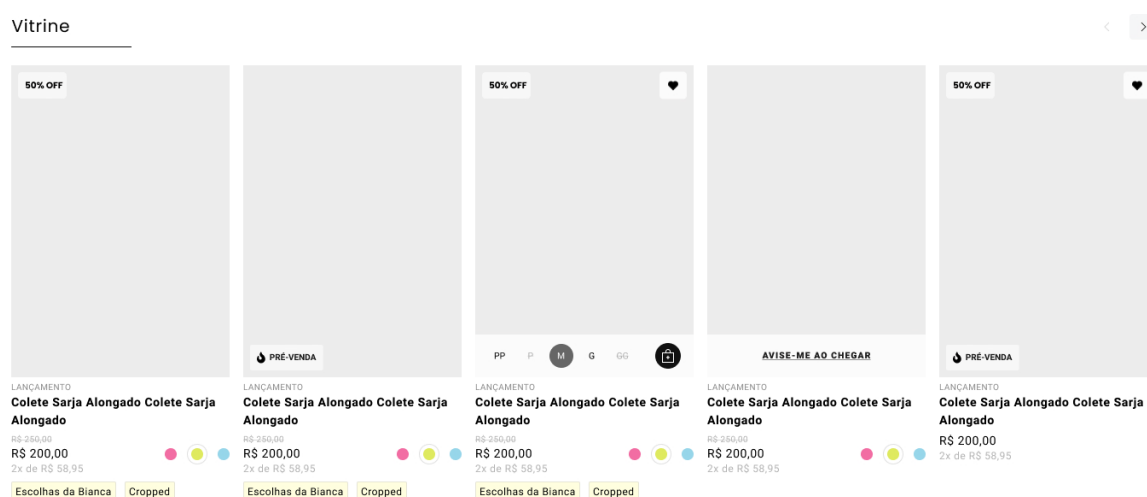 Vitrine
50% OFF
LANÇAMENTO
Colete Sarja Alongado Colete Sarja
Alongado
R$ 250,00
R$ 200,00
2x de R$ 58,95
Escolhas da Bianca Cropped
PRÉ-VENDA
LANÇAMENTO
Colete Sarja Alongado Colete Sarja
Alongado
R$ 250,00
R$ 200,00
2x de R$ 58,95
Escolhas da Bianca Cropped
50% OFF
PP P M G GG
LANÇAMENTO
Colete Sarja Alongado Colete Sarja
Alongado
R$ 250,00
R$ 200,00
2x de R$ 58,95
Escolhas da Bianca Cropped
AVISE-ME AO CHEGAR
LANÇAMENTO
Colete Sarja Alongado Colete Sarja
Alongado
R$ 250,00
R$ 200,00
2x de R$ 58,95
50% OFF
PRÉ-VENDA
LANÇAMENTO
Colete Sarja Alongado Colete Sarja
Alongado
R$ 200,00
2x de R$ 58,95